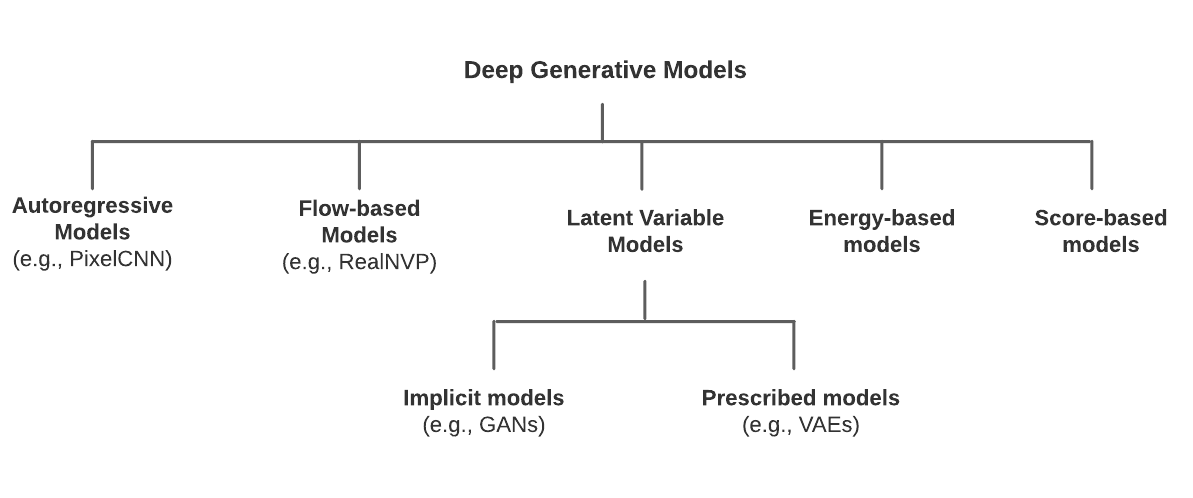 Deep Generative Models
Autoregressive
Models
(e.g., PixelCNN)
Flow-based
Models
(e.g., RealNVP)
Latent Variable
Models
Energy-based
models
Score-based
models
Implicit models
(e.g., GANs)
Prescribed models
(e.g., VAEs)